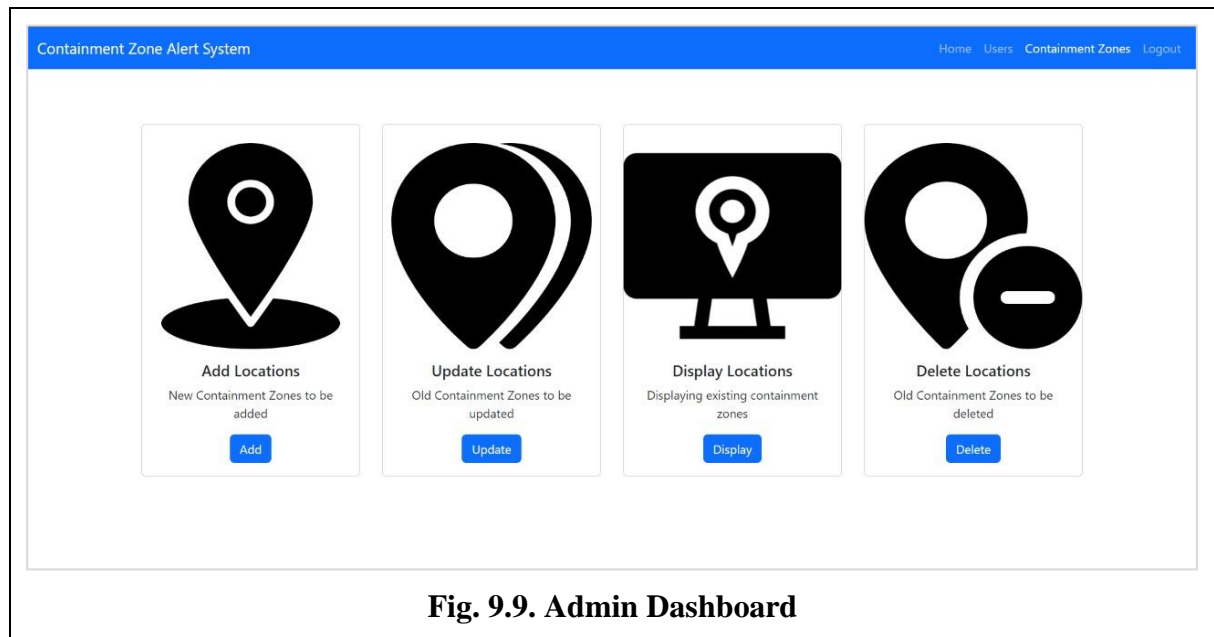 Containment Zone Alert System
Home Users Containment Zones Logout
Add Locations
New Containment Zones to be
added
Add
Update Locations
Old Containment Zones to be
updated
Update
Display Locations
Displaying existing containment
zones
Display
Delete Locations
Old Containment Zones to be
deleted
Delete
Fig. 9.9. Admin Dashboard